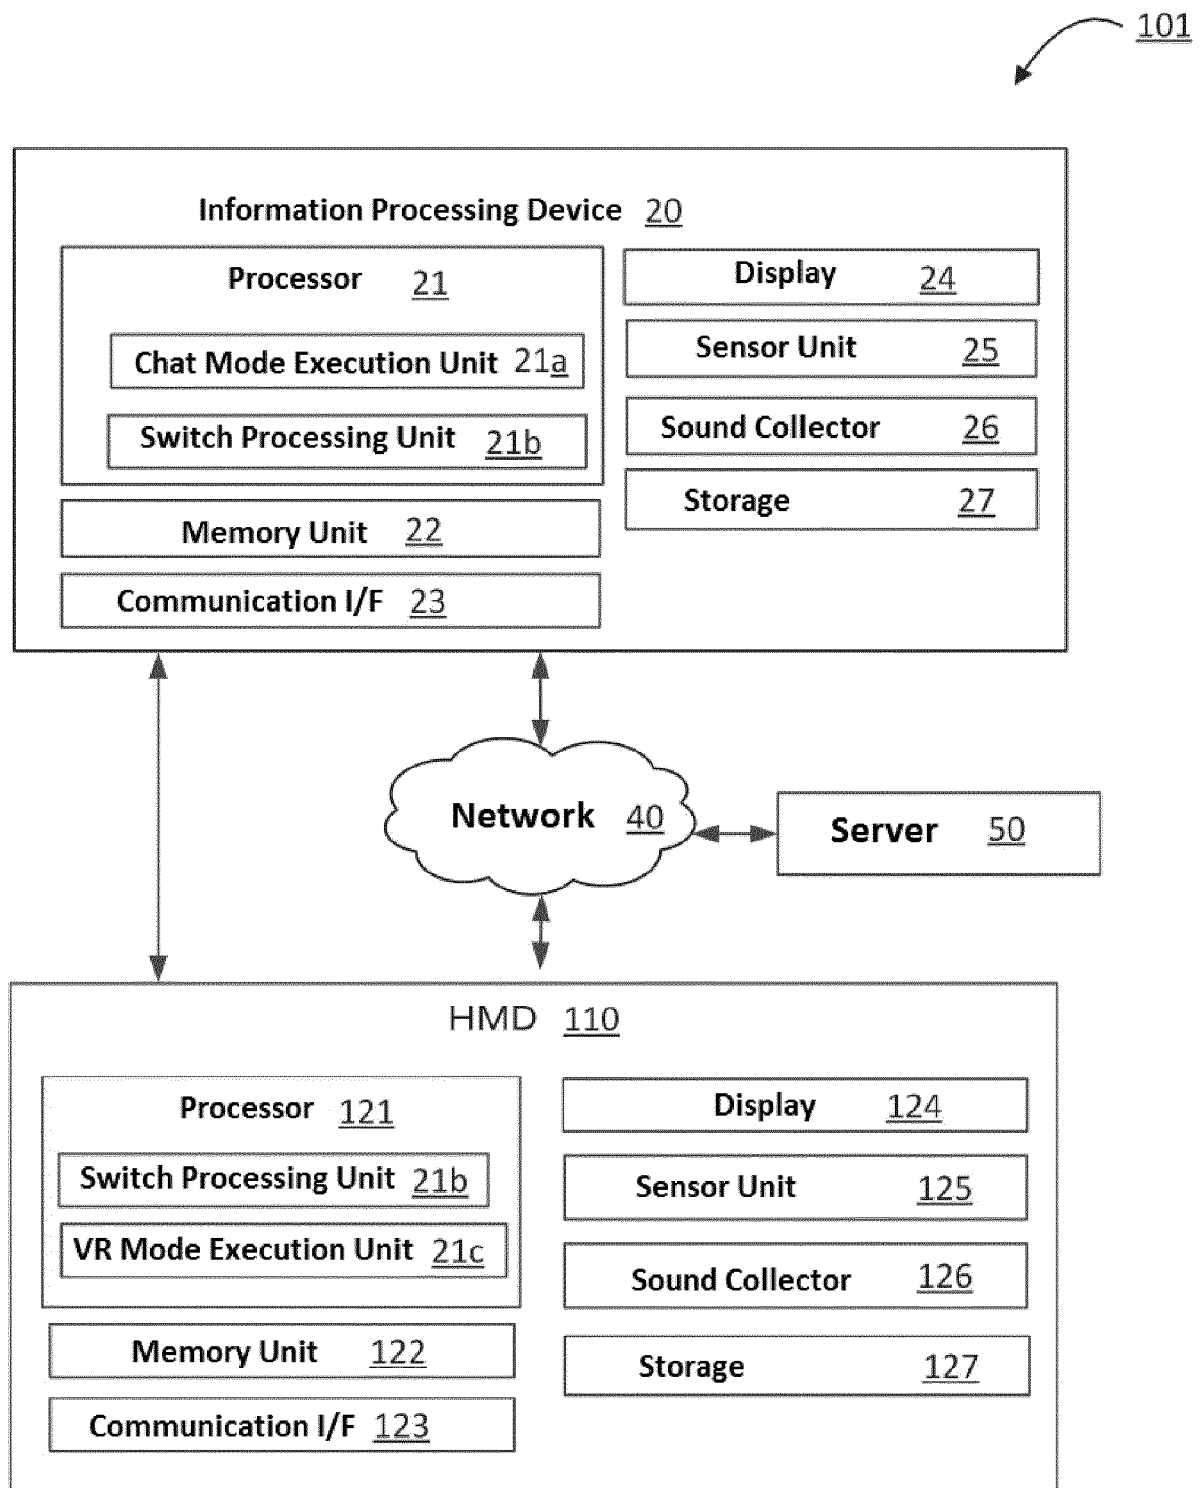 101
Information Processing Device 20
Processor 21
Chat Mode Execution Unit 21a
Switch Processing Unit 21b
Memory Unit 22
Communication I/F 23
Display 24
Sensor Unit 25
Sound Collector 26
Storage 27
Network 40
Server 50
HMD 110
Processor 121
Switch Processing Unit 21b
VR Mode Execution Unit 21c
Memory Unit 122
Communication I/F 123
Display 124
Sensor Unit 125
Sound Collector 126
Storage 127